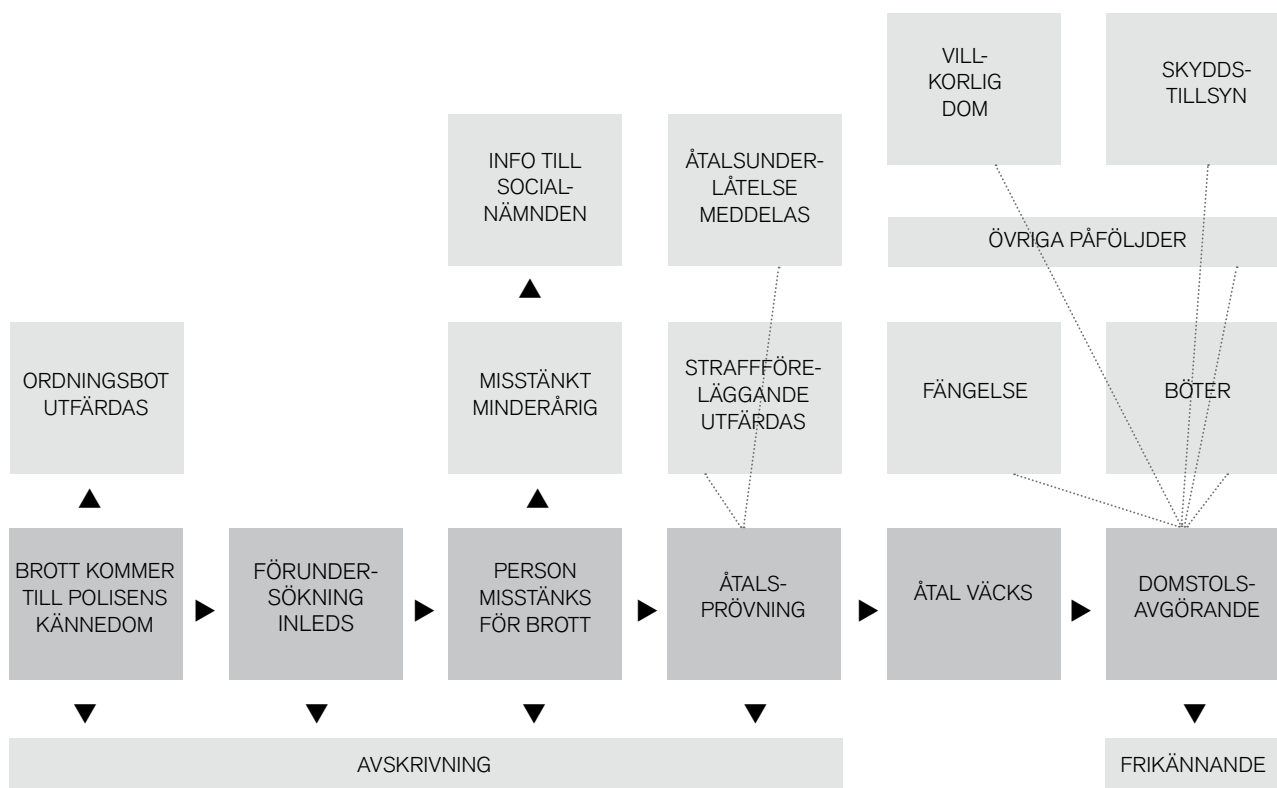 VILL-
KORLIG
DOM
SKYDDS-
TILLSYN
INFO TILL
SOCIAL-
NÄMNDEN
ÅTALSUNDER-
LÅTELSE
MEDDELAS
ÖVRIGA PÅFÖLJDER
ORDNINGSBOT
UTFÄRDAS
MISSTÄNKT
MINDERÅRIG
STRAFFFÖRE-
LÄGGANDE
UTFÄRDAS
FÄNGELSE
BÖTER
BROTT KOMMER
TILL POLISENS
KÄNNEDOM
FÖRUNDER-
SÖKNING
INLEDS
PERSON
MISSTÄNKS
FÖR BROTT
ÅTALS-
PRÖVNING
ÅTAL VÄCKS
DOMSTOLS-
AVGÖRANDE
AVSKRIVNING
FRIKÄNNANDE